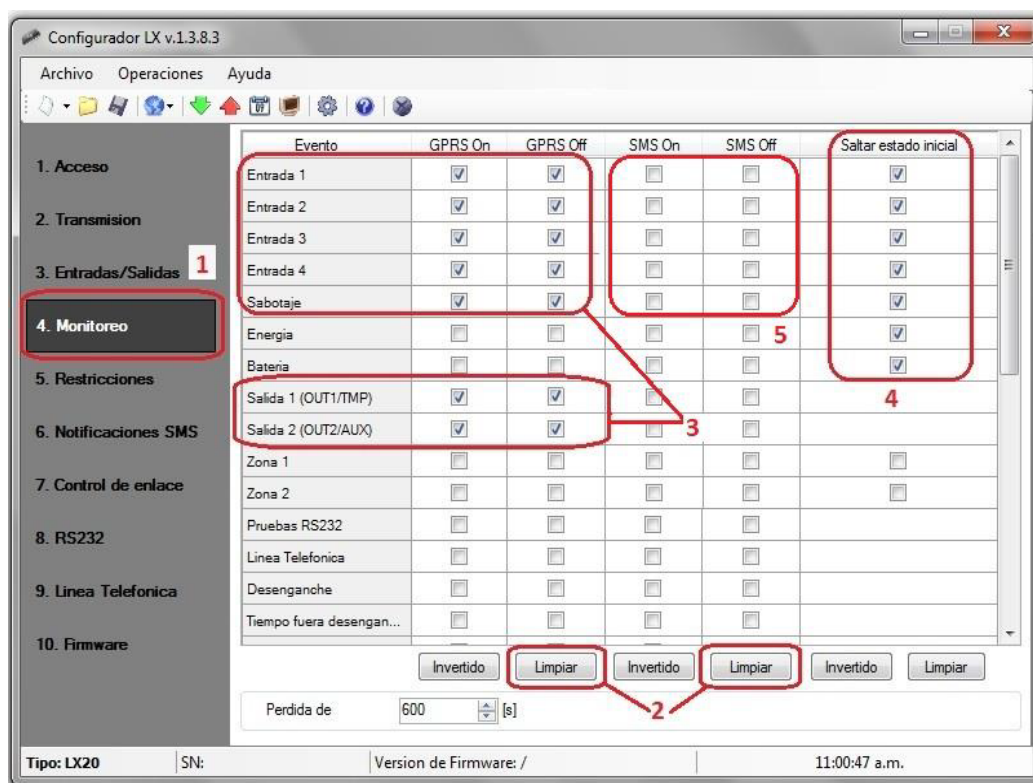 Configurador LX v.1.3.8.3
Archivo Operaciones Ayuda
1. Acceso
2. Transmision
3. Entradas/Salidas 1
4. Monitoreo
5. Restricciones
6. Notificaciones SMS
7. Control de enlace
8. RS232
9. Linea Telefonica
10. Firmware
Evento GPRS On GPRS Off SMS On SMS Off Saltar estado inicial
Entrada 1
Entrada 2
Entrada 3
Entrada 4
Sabotaje
Energia 5
Bateria
Salida 1 (OUT1/TMP) 4
Salida 2 (OUT2/AUX) 3
Zona 1
Zona 2
Pruebas RS232
Linea Telefonica
Desenganche
Tiempo fuera desengan...
Invertido Limpiar Invertido Limpiar Invertido Limpiar
Perdida de 600 [s] 2
Tipo: LX20 SN: Version de Firmware: / 11:00:47 a.m.